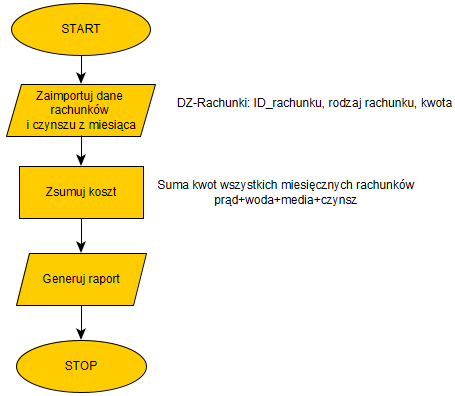 START
Zaimportuj dane
rachunków
i czynszu z miesiąca
DZ-Rachunki: ID_rachunku, rodzaj rachunku, kwota
Zsumuj koszt
Suma kwot wszystkich miesięcznych rachunków
prąd+woda+media+czynsz
Generuj raport
STOP